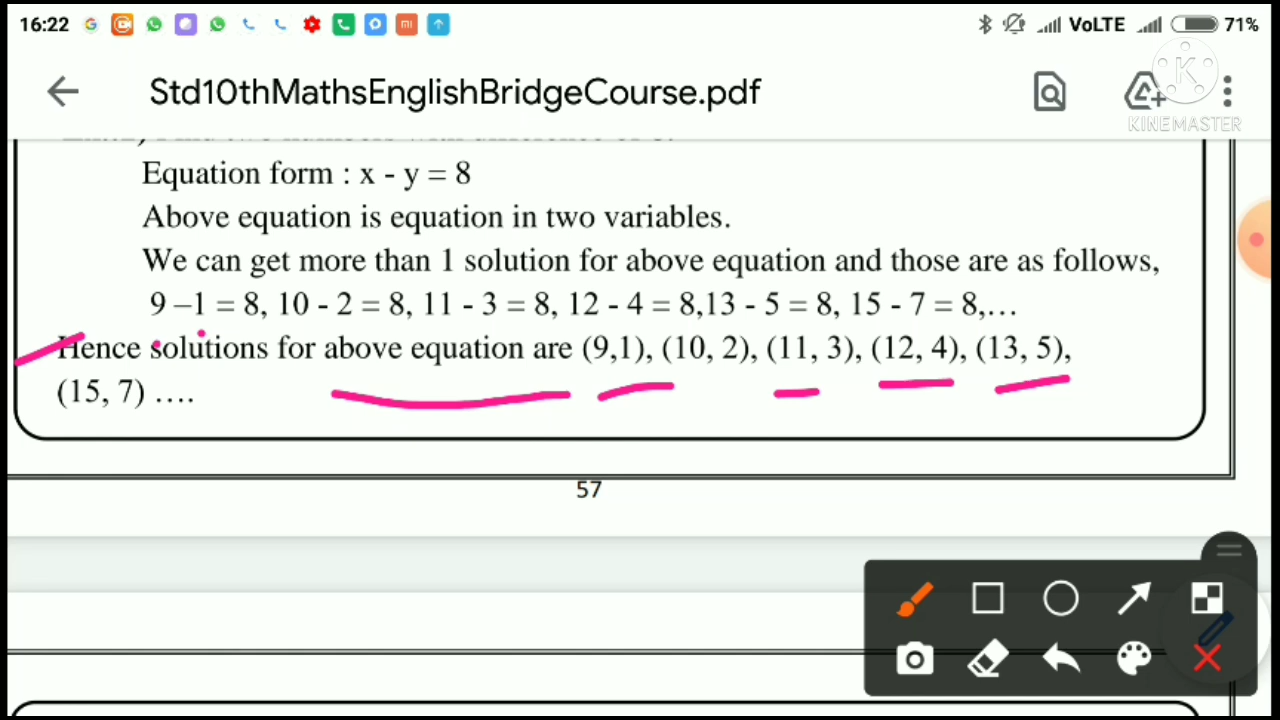 16:22
VoLTE
71%
Std10thMathsEnglishBridgeCourse.pdf
KINEMASTER
Equation form : x - y = 8
Above equation is equation in two variables.
We can get more than 1 solution for above equation and those are as follows,
9 –1 = 8, 10 - 2 = 8, 11 - 3 = 8, 12 - 4 = 8,13 - 5 = 8, 15 - 7 = 8,…
Hence solutions for above equation are (9,1), (10, 2), (11, 3), (12, 4), (13, 5),
(15, 7) ….
57